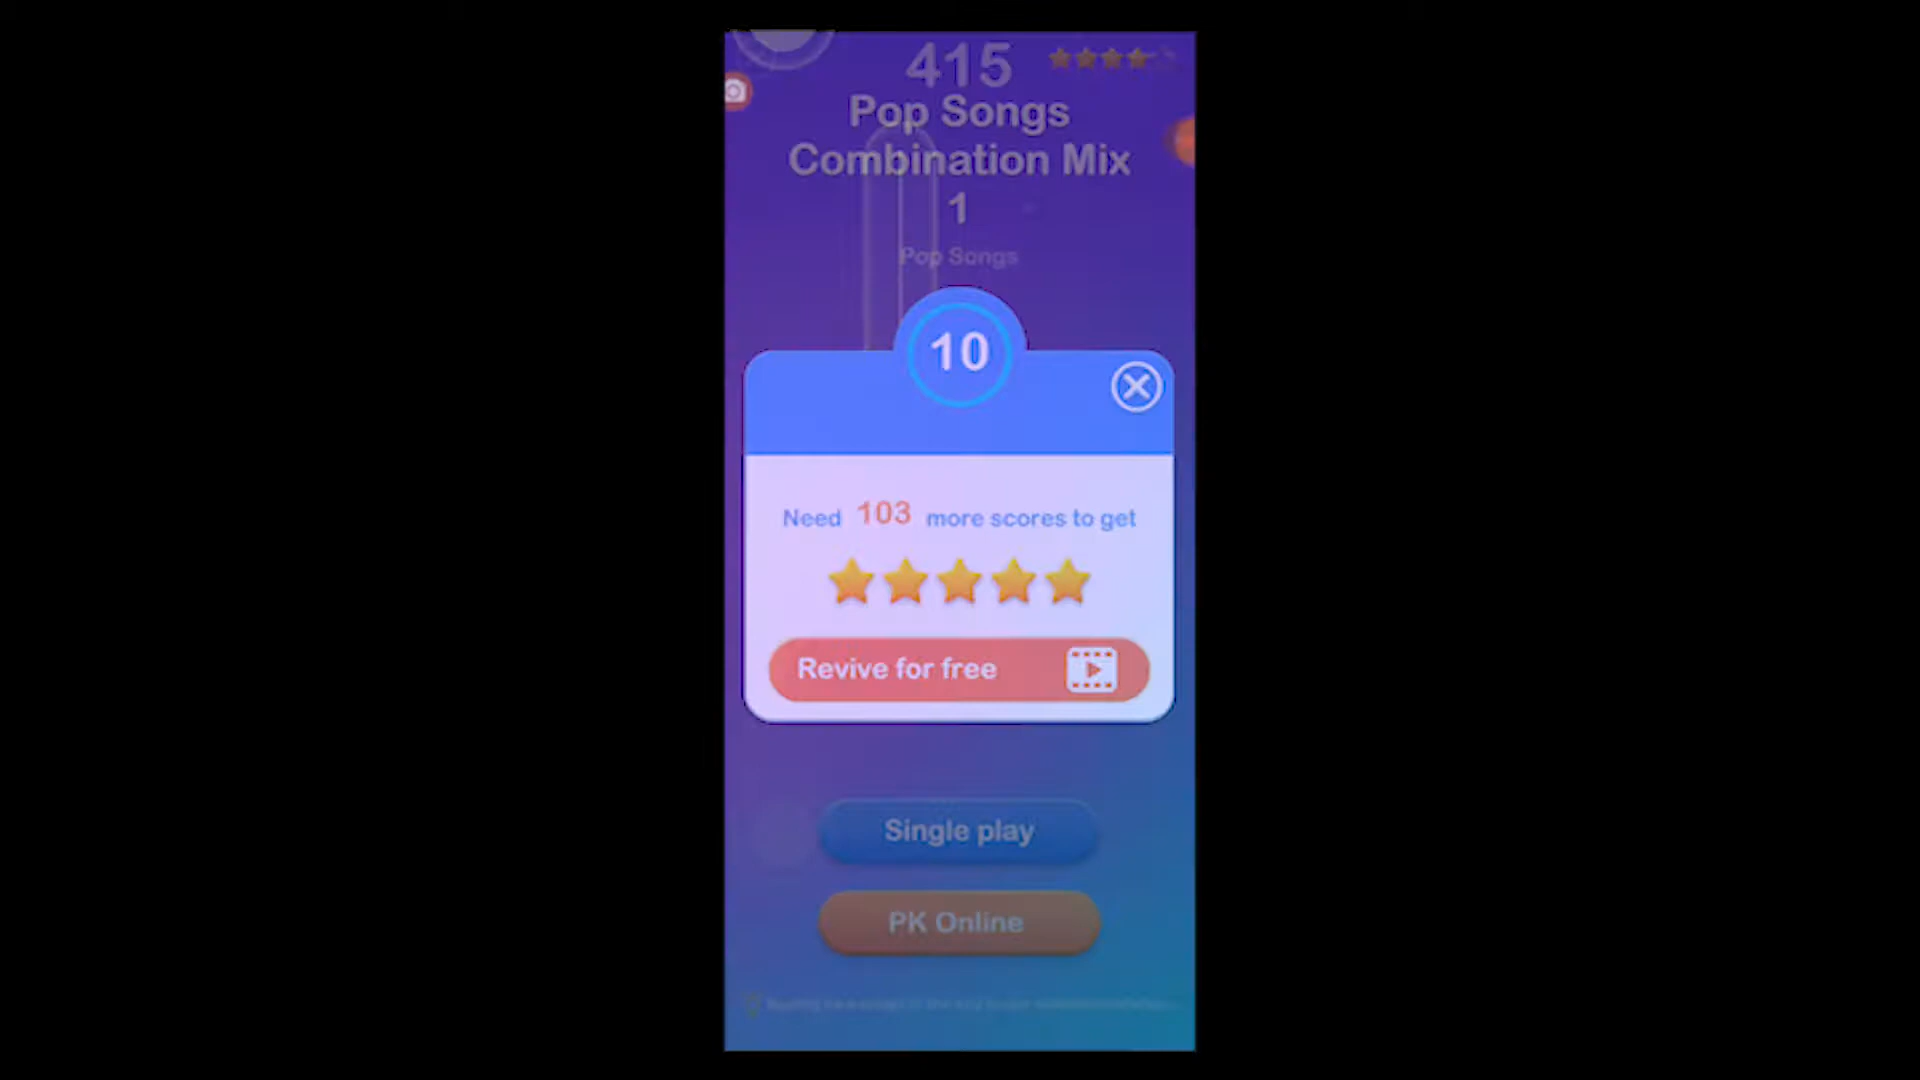 415
Pop Songs
Combination Mix
1
Pop Songs
10
Need 103 more scores to get
Revive for free
Single play
PK Online